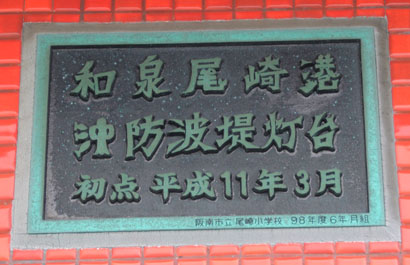 和泉尾崎港
沖防波堤灯台
初点 平成11年3月
阪南市立尾崎小学校、98年度6年月組